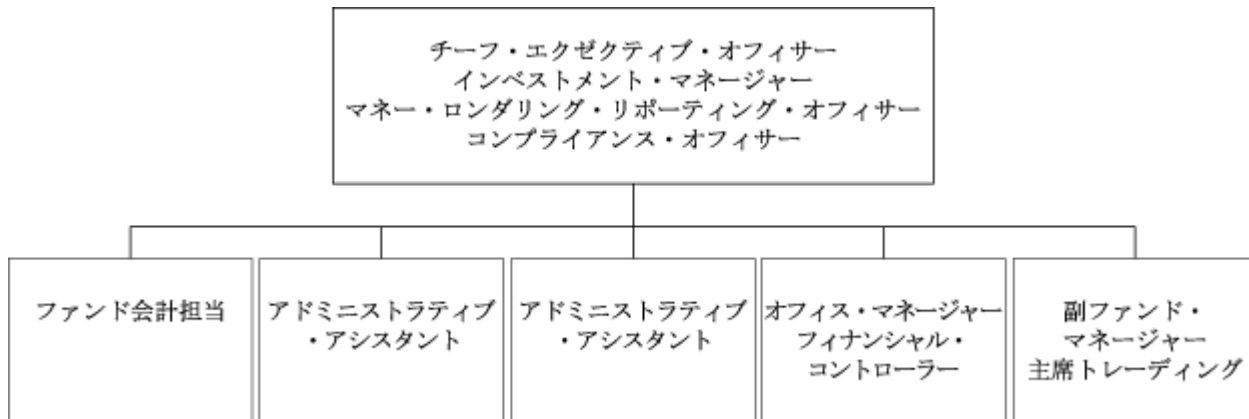 チーフ・エクゼクティブ・オフィサー
インベストメント・マネージャー
マネー・ロンダリング・リポーティング・オフィサー
コンプライアンス・オフィサー
ファンド会計担当
アドミニストラティブ
・アシスタント
アドミニストラティブ
・アシスタント
オフィス・マネージャー
フィナンシャル・
コントローラー
副ファンド・
マネージャー
主席トレーディング